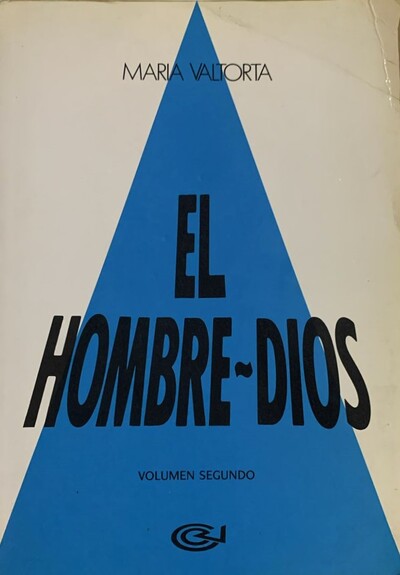 MARIA VALTORTA
EL
HOMBRE~DIOS
VOLUMEN SEGUNDO